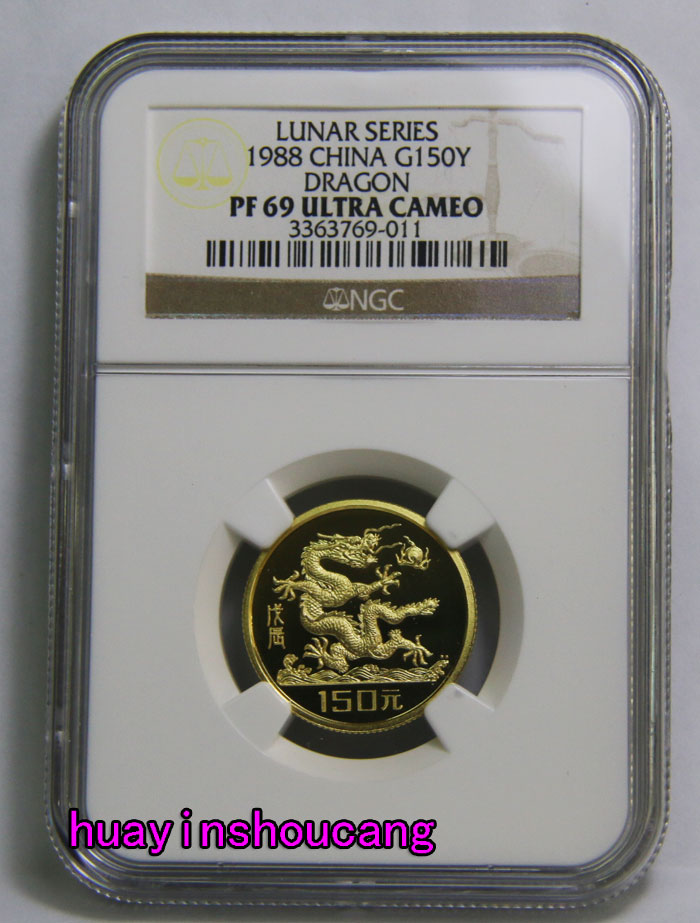 LUNAR SERIES
1988 CHINA G150Y
DRAGON
PF 69 ULTRA CAMEO
3363769-011
NGC
戊辰
150元
huayinshoucang